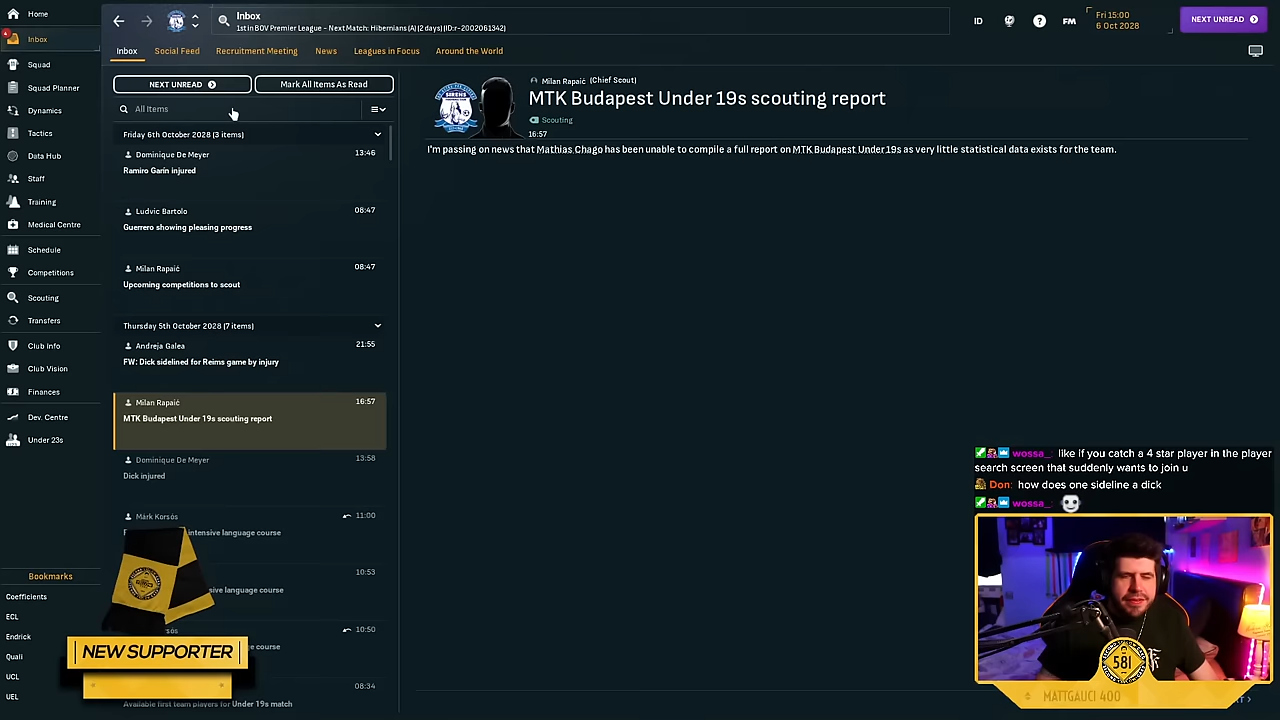 Home
Inbox
Squad
Squad Planner
Dynamics
Tactics
Data Hub
Staff
Training
Medical Centre
Schedule
Competitions
Scouting
Transfers
Club Info
Club Vision
Finances
Dev. Centre
Under 23s
Bookmarks
Coefficients
ECL
Endrick
Quali
UCL
UEL
Inbox
1st in BOV Premier League - Next Match: Hibernians (A) (2 days) (ID:r-2002061342)
ID
FM
Fri 15:00
6 Oct 2028
NEXT UNREAD
Inbox
Social Feed
Recruitment Meeting
News
Leagues in Focus
Around the World
NEXT UNREAD
Mark All Items As Read
All Items
Friday 6th October 2028 (3 items)
Dominique De Meyer 13:46
Ramiro Garín injured
Ludvic Bartolo 08:47
Guerrero showing pleasing progress
Milan Rapaić 08:47
Upcoming competitions to scout
Thursday 5th October 2028 (7 items)
Andreja Galea 21:55
FW: Dick sidelined for Reims game by injury
Milan Rapaić 16:57
MTK Budapest Under 19s scouting report
Dominique De Meyer 13:58
Dick injured
Márk Korsós 11:00
intensive language course
10:53
language course
10:50
course
08:34
Available first team players for Under 19s match
SIRENS
Milan Rapaić (Chief Scout)
MTK Budapest Under 19s scouting report
Scouting
16:57
I'm passing on news that Mathias Chago has been unable to compile a full report on MTK Budapest Under 19s as very little statistical data exists for the team.
wossa_: like if you catch a 4 star player in the player
search screen that suddenly wants to join u
Don: how does one sideline a dick
wossa_:
581
MATTGAUCI 400
NEW SUPPORTER